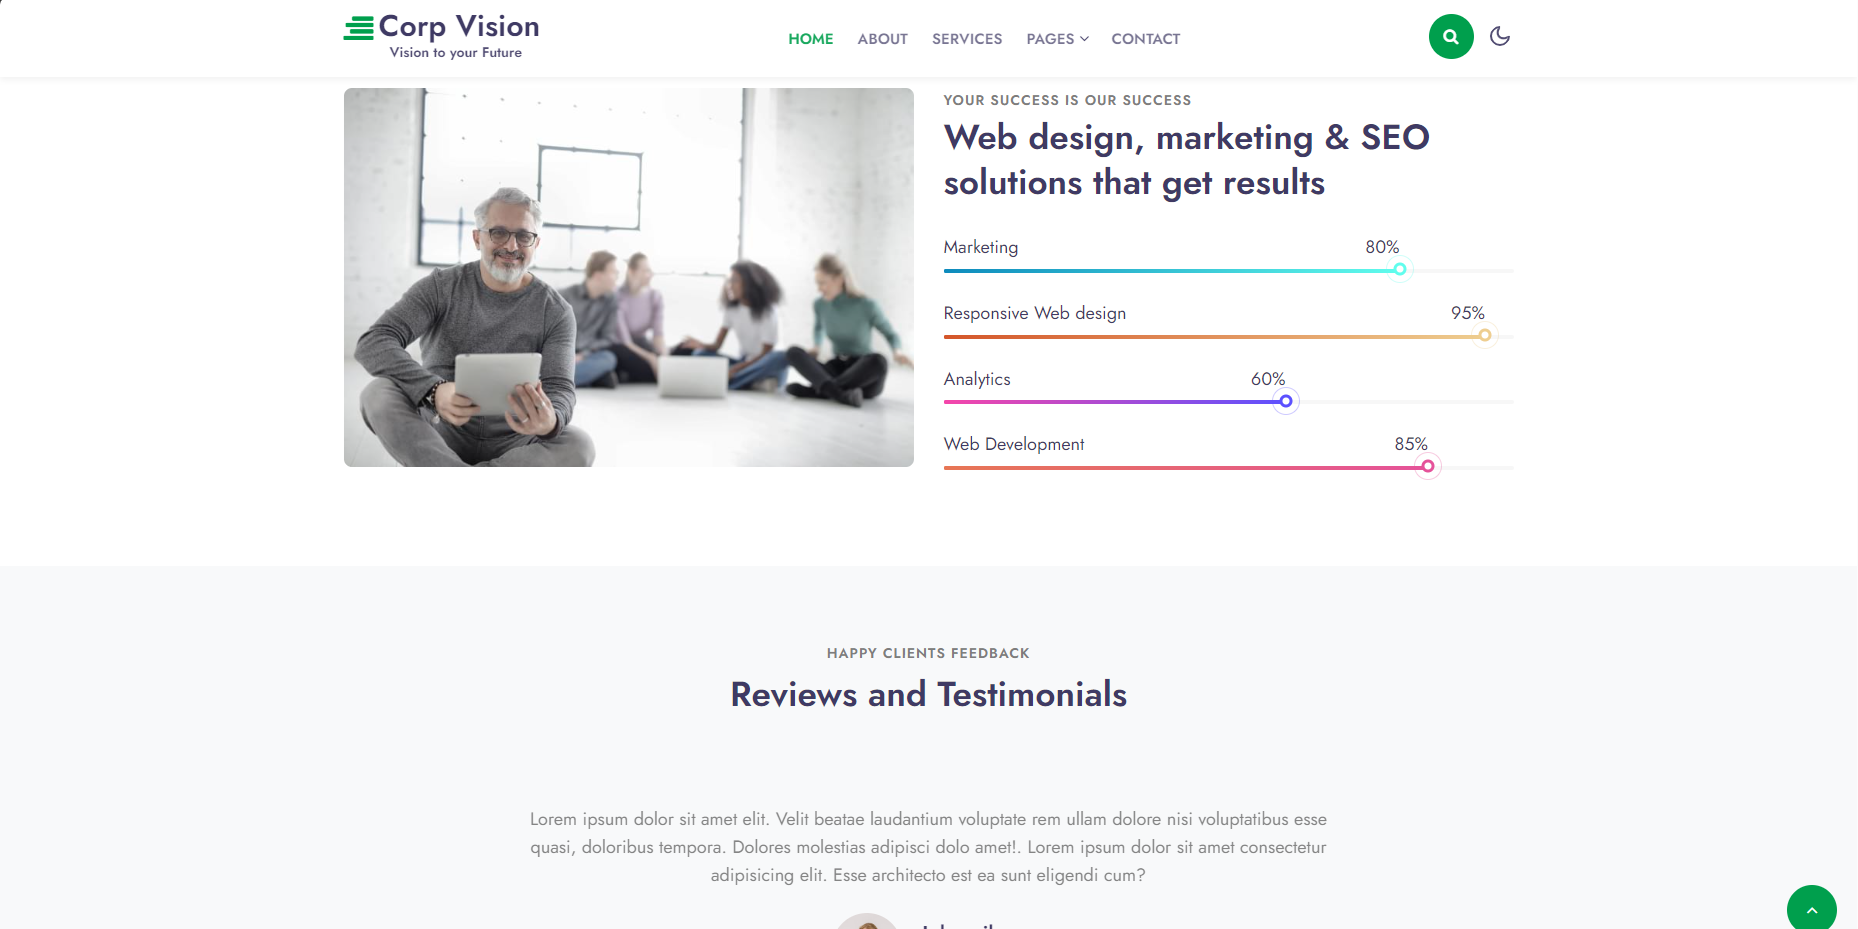 Corp Vision
Vision to your Future
HOME
ABOUT
SERVICES
PAGES
CONTACT
YOUR SUCCESS IS OUR SUCCESS
Web design, marketing & SEO
solutions that get results
Marketing 80%
Responsive Web design 95%
Analytics 60%
Web Development 85%
HAPPY CLIENTS FEEDBACK
Reviews and Testimonials
Lorem ipsum dolor sit amet elit. Velit beatae laudantium voluptate rem ullam dolore nisi voluptatibus esse
quasi, doloribus tempora. Dolores molestias adipisci dolo amet!. Lorem ipsum dolor sit amet consectetur
adipisicing elit. Esse architecto est ea sunt eligendi cum?